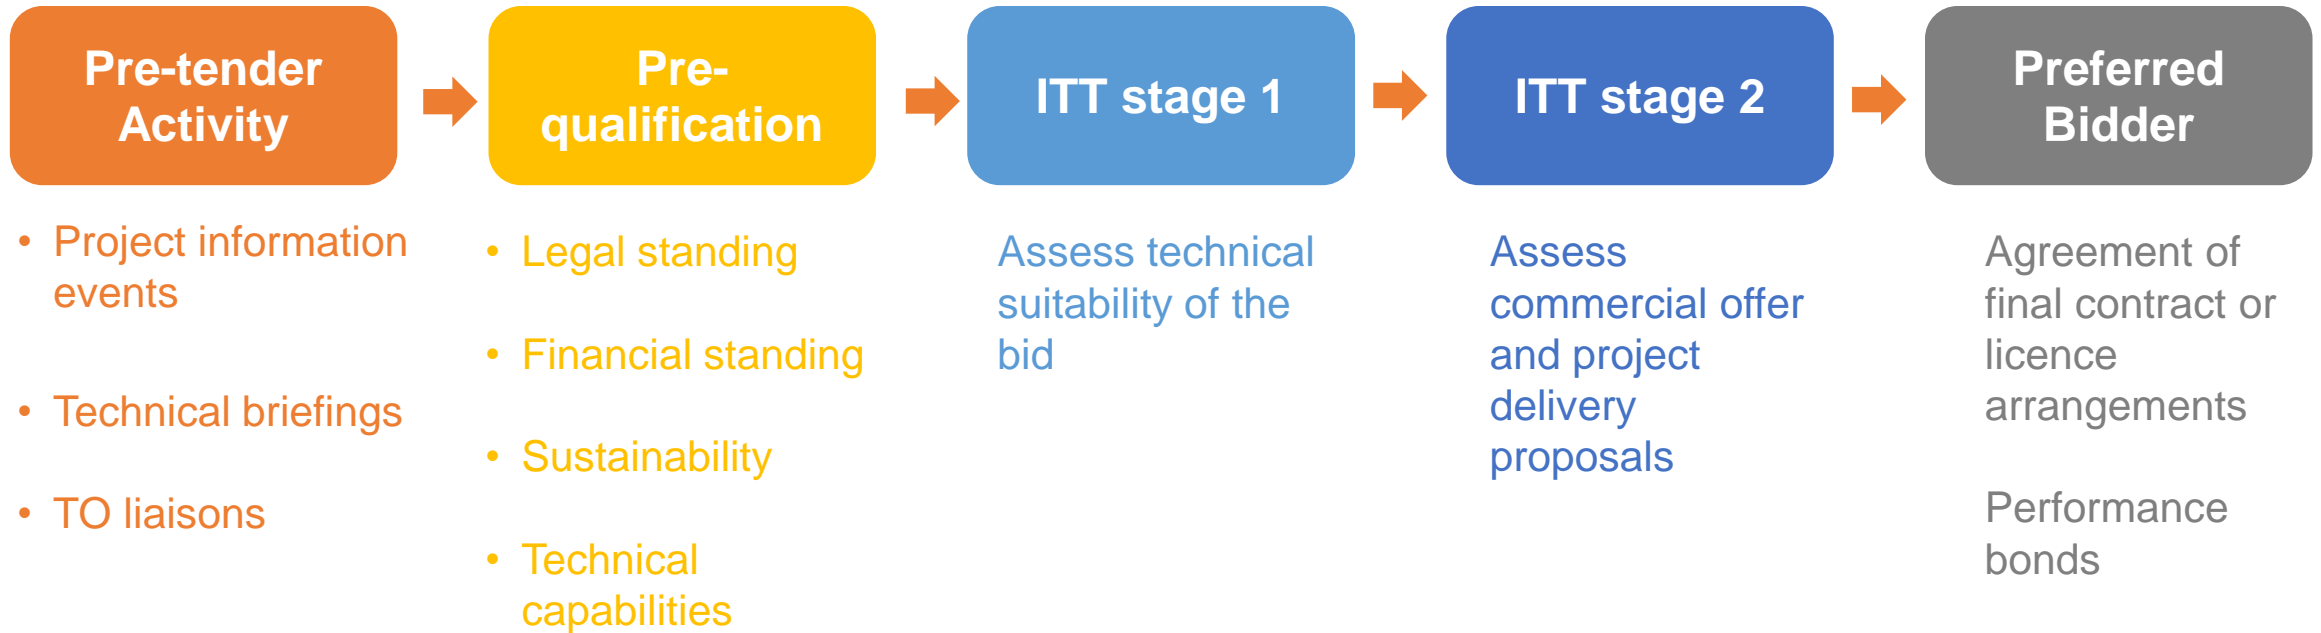 Pre-tender
Activity
Pre-
qualification
ITT stage 1
ITT stage 2
Preferred
Bidder
• Project information
events
• Technical briefings
• TO liaisons
• Legal standing
• Financial standing
• Sustainability
• Technical
capabilities
Assess technical
suitability of the
bid
Assess
commercial offer
and project
delivery
proposals
Agreement of
final contract or
licence
arrangements
Performance
bonds